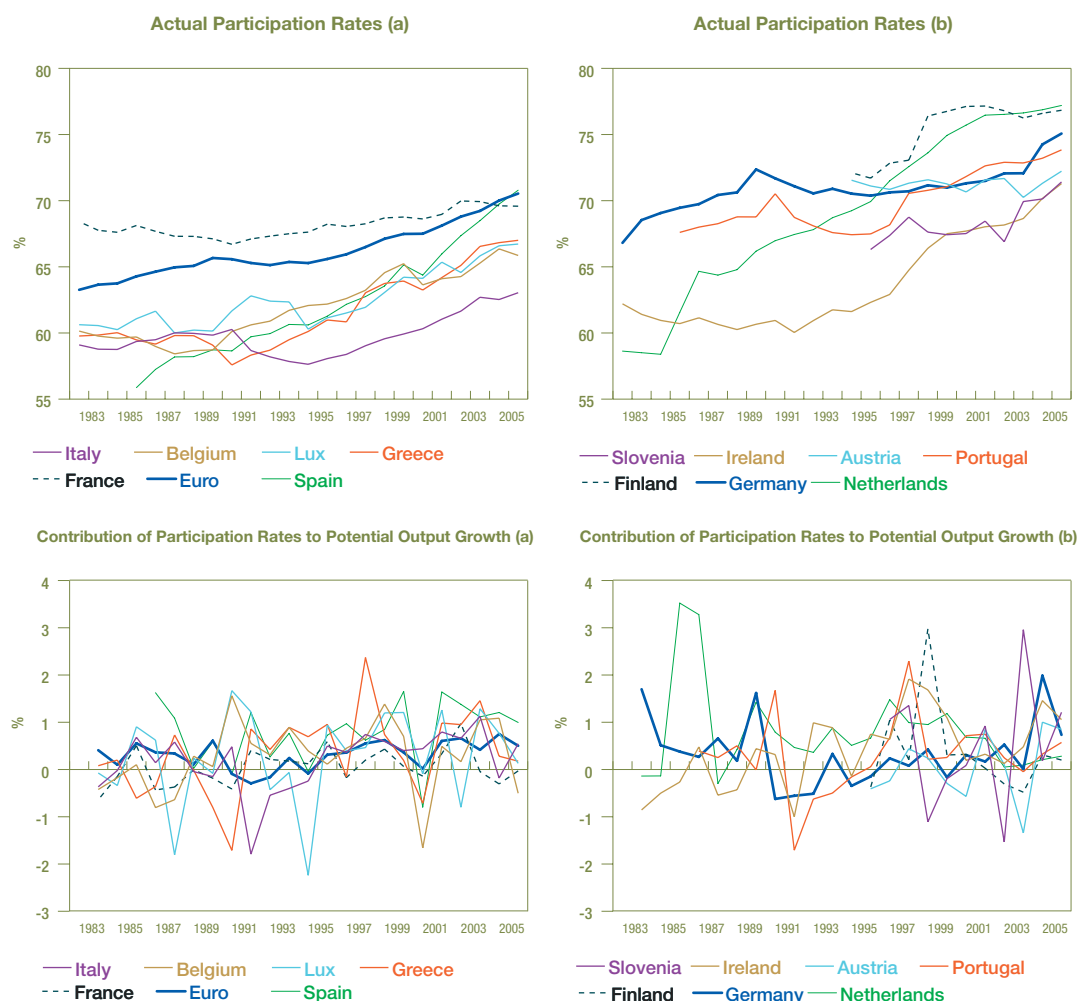 Actual Participation Rates (a)
80
75
70
65
60
55
%
1983 1985 1987 1989 1991 1993 1995 1997 1999 2001 2003 2005
Italy Belgium Lux Greece
France Euro Spain
Actual Participation Rates (b)
80
75
70
65
60
55
%
1983 1985 1987 1989 1991 1993 1995 1997 1999 2001 2003 2005
Slovenia Ireland Austria Portugal
Finland Germany Netherlands
Contribution of Participation Rates to Potential Output Growth (a)
4
3
2
1
0
-1
-2
-3
%
1983 1985 1987 1989 1991 1993 1995 1997 1999 2001 2003 2005
Italy Belgium Lux Greece
France Euro Spain
Contribution of Participation Rates to Potential Output Growth (b)
4
3
2
1
0
-1
-2
-3
%
1983 1985 1987 1989 1991 1993 1995 1997 1999 2001 2003 2005
Slovenia Ireland Austria Portugal
Finland Germany Netherlands